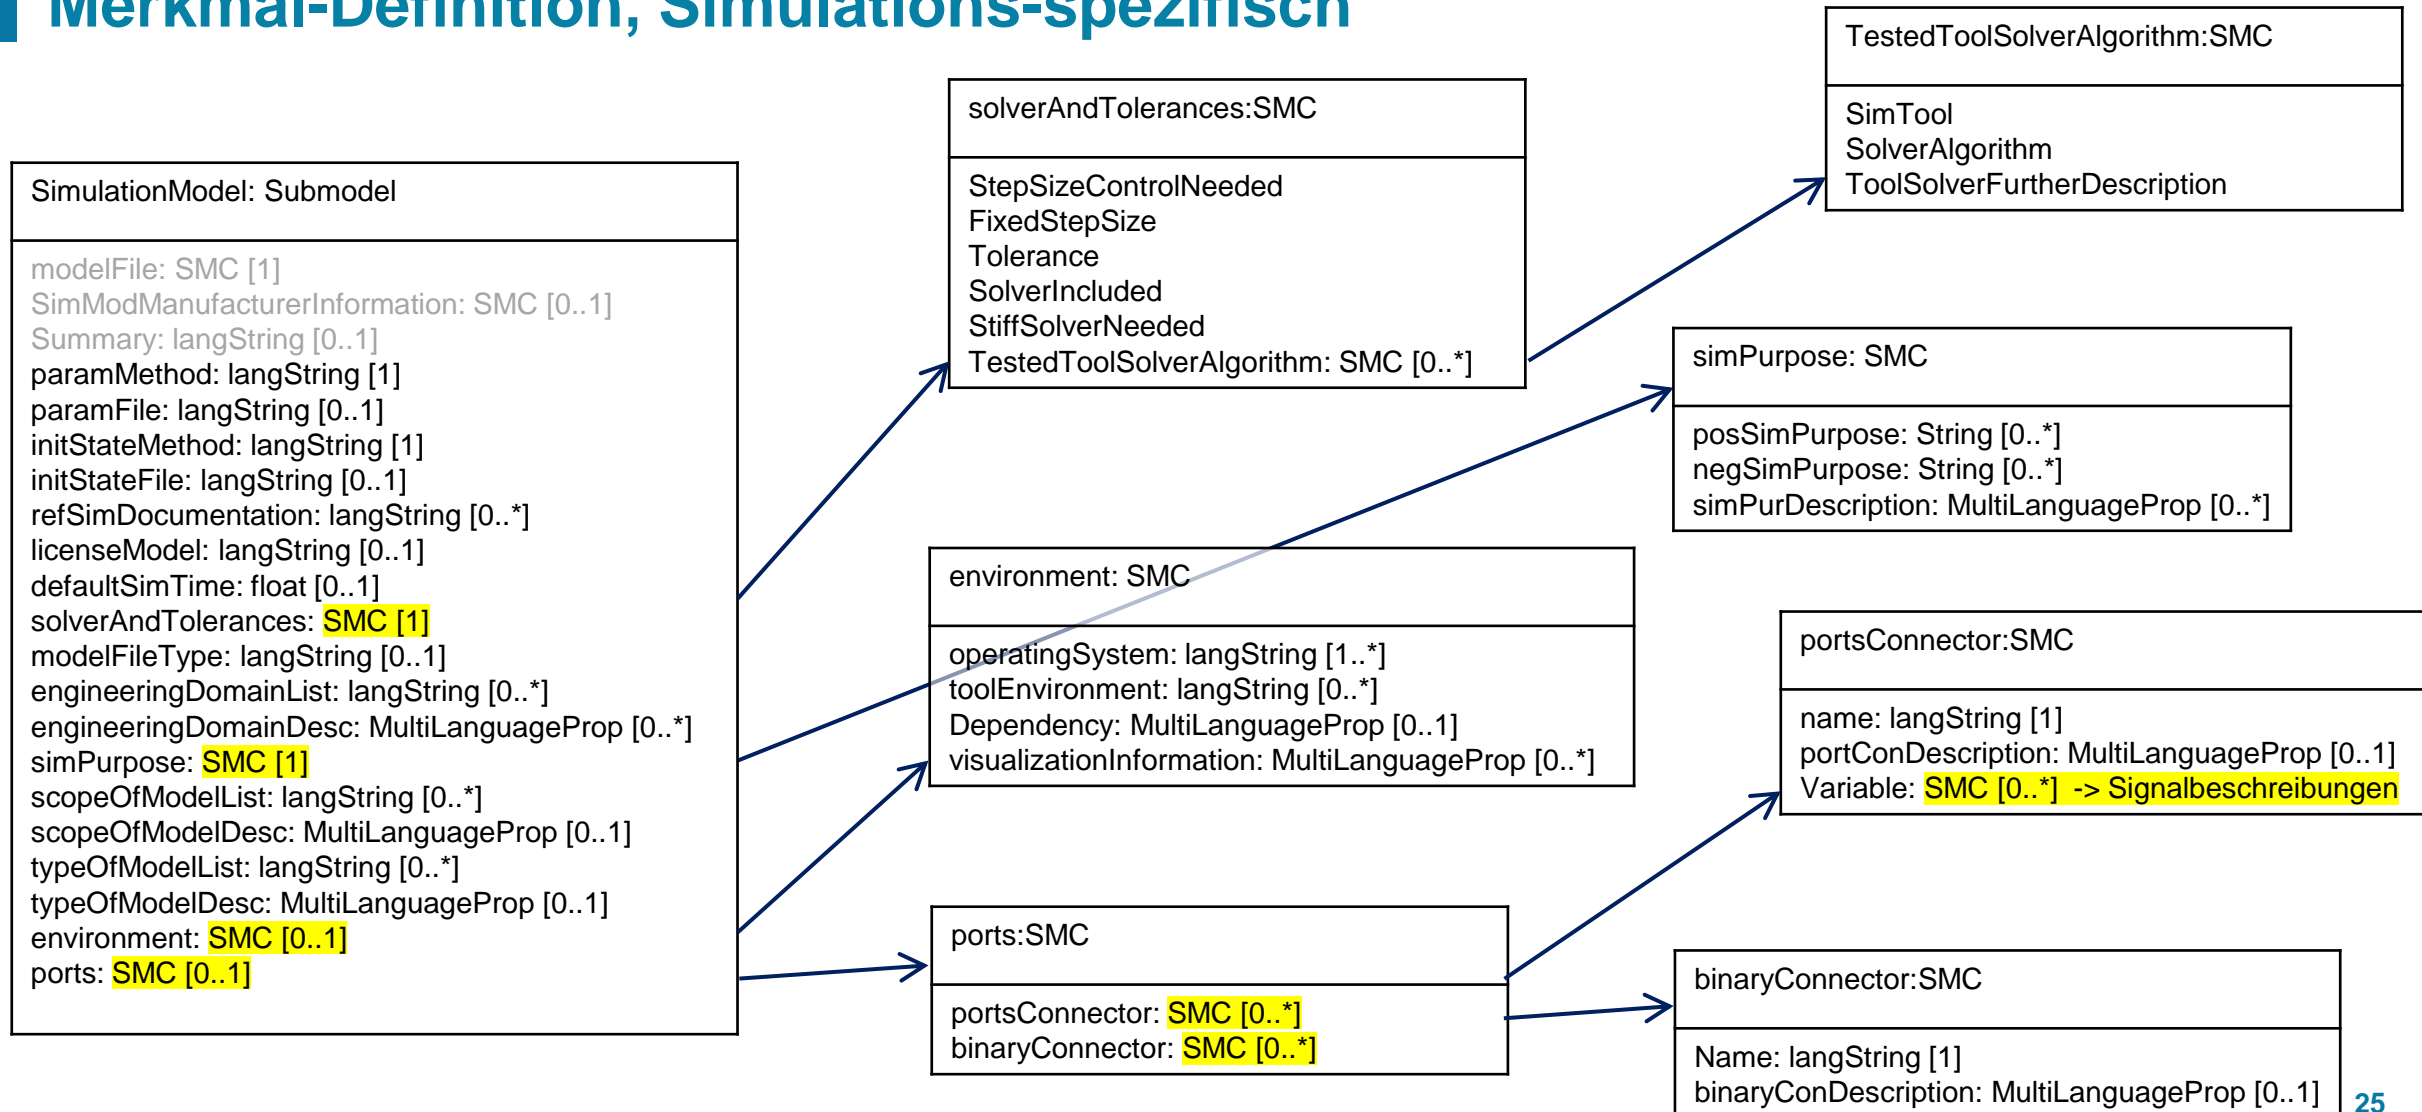 Merkmal-Definition, Simulations-spezifisch
SimulationModel: Submodel
modelFile: SMC [1]
SimModManufacturerInformation: SMC [0..1]
Summary: langString [0..1]
paramMethod: langString [1]
paramFile: langString [0..1]
initStateMethod: langString [1]
initStateFile: langString [0..1]
refSimDocumentation: langString [0..*]
licenseModel: langString [0..1]
defaultSimTime: float [0..1]
solverAndTolerances: SMC [1]
modelFileType: langString [0..1]
engineeringDomainList: langString [0..*]
engineeringDomainDesc: MultiLanguageProp [0..*]
simPurpose: SMC [1]
scopeOfModelList: langString [0..*]
scopeOfModelDesc: MultiLanguageProp [0..1]
typeOfModelList: langString [0..*]
typeOfModelDesc: MultiLanguageProp [0..1]
environment: SMC [0..1]
ports: SMC [0..1]
solverAndTolerances:SMC
StepSizeControlNeeded
FixedStepSize
Tolerance
SolverIncluded
StiffSolverNeeded
TestedToolSolverAlgorithm: SMC [0..*]
TestedToolSolverAlgorithm:SMC
SimTool
SolverAlgorithm
ToolSolverFurtherDescription
simPurpose: SMC
posSimPurpose: String [0..*]
negSimPurpose: String [0..*]
simPurDescription: MultiLanguageProp [0..*]
environment: SMC
operatingSystem: langString [1..*]
toolEnvironment: langString [0..*]
Dependency: MultiLanguageProp [0..1]
visualizationInformation: MultiLanguageProp [0..*]
portsConnector:SMC
name: langString [1]
portConDescription: MultiLanguageProp [0..1]
Variable: SMC [0..*] -> Signalbeschreibungen
ports:SMC
portsConnector: SMC [0..*]
binaryConnector: SMC [0..*]
binaryConnector:SMC
Name: langString [1]
binaryConDescription: MultiLanguageProp [0..1]
25